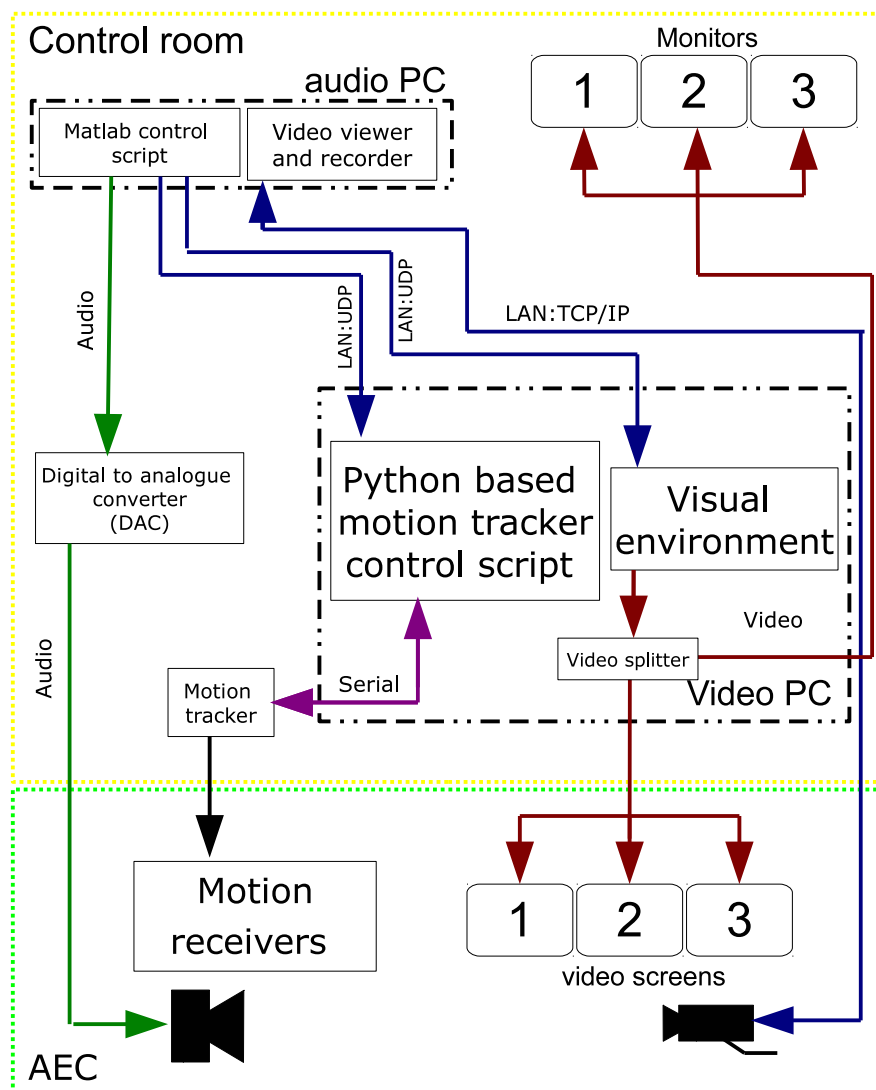 Control room
Monitors
audio PC
1
2
3
Matlab control
script
Video viewer
and recorder
Audio
LAN:UDP
LAN:UDP
LAN:TCP/IP
Digital to analogue
converter
(DAC)
Python based
motion tracker
control script
Visual
environment
Video
Video splitter
Audio
Motion
tracker
Serial
Video PC
Motion
receivers
1
2
3
video screens
AEC